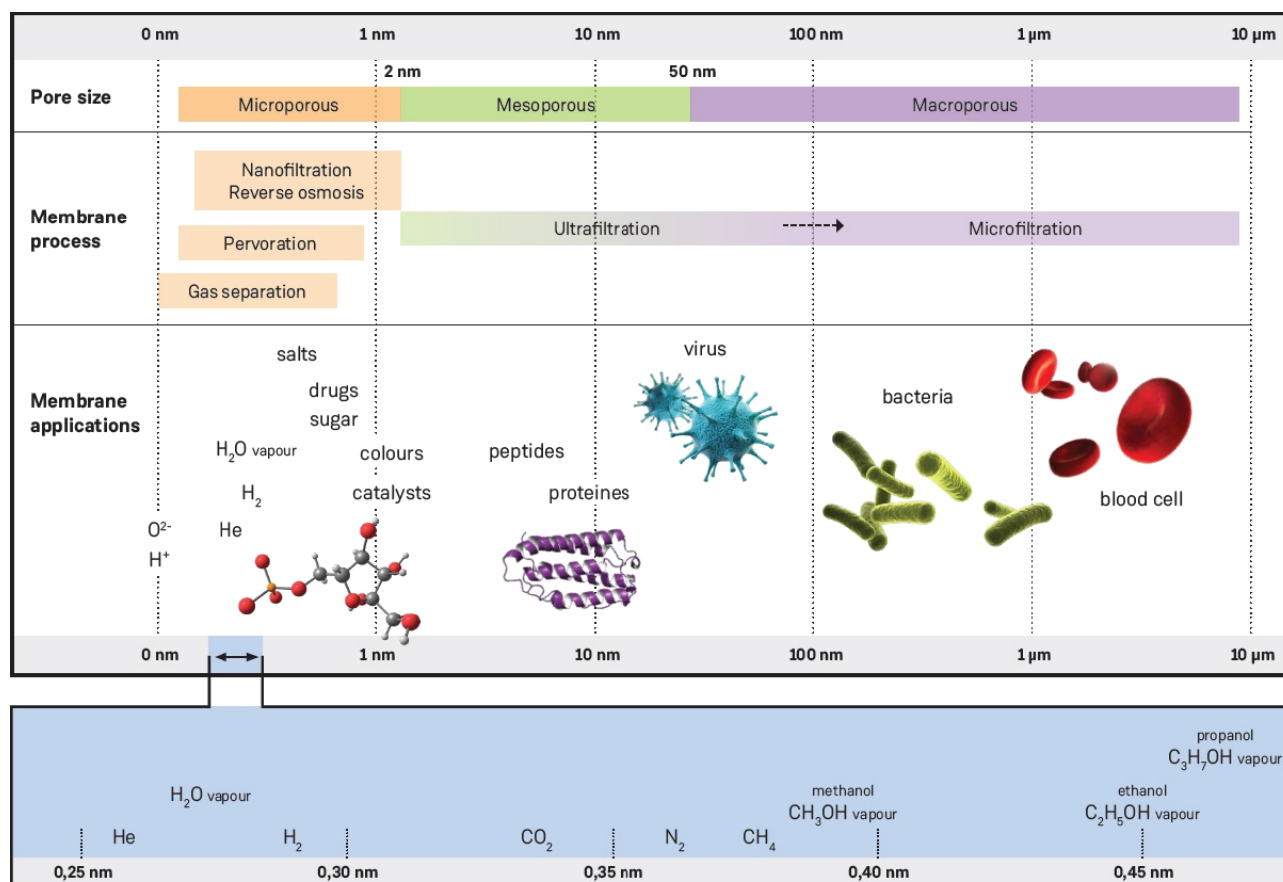 0 nm 1 nm 10 nm 100 nm 1 µm 10 µm
2 nm 50 nm
Pore size
Microporous Mesoporous Macroporous
Membrane
process
Nanofiltration
Reverse osmosis
Ultrafiltration Microfiltration
Pervoration
Gas separation
Membrane
applications
salts
drugs
sugar
H₂O vapour
colours
H₂
catalysts
O²⁻
He
H⁺
peptides
proteines
virus
bacteria
blood cell
0 nm 1 nm 10 nm 100 nm 1 µm 10 µm
propanol
C₃H₇OH vapour
H₂O vapour
methanol
CH₃OH vapour
ethanol
C₂H₅OH vapour
He H₂ CO₂ N₂ CH₄
0,25 nm 0,30 nm 0,35 nm 0,40 nm 0,45 nm